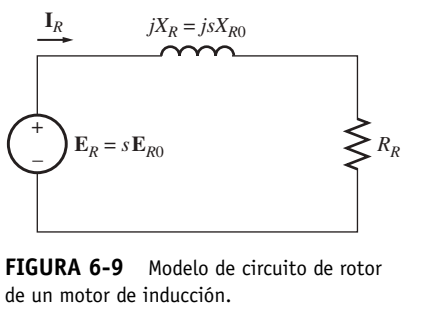 I_R
jX_R = jsX_R0
+
E_R = sE_R0
–
R_R
FIGURA 6-9 Modelo de circuito de rotor
de un motor de inducción.